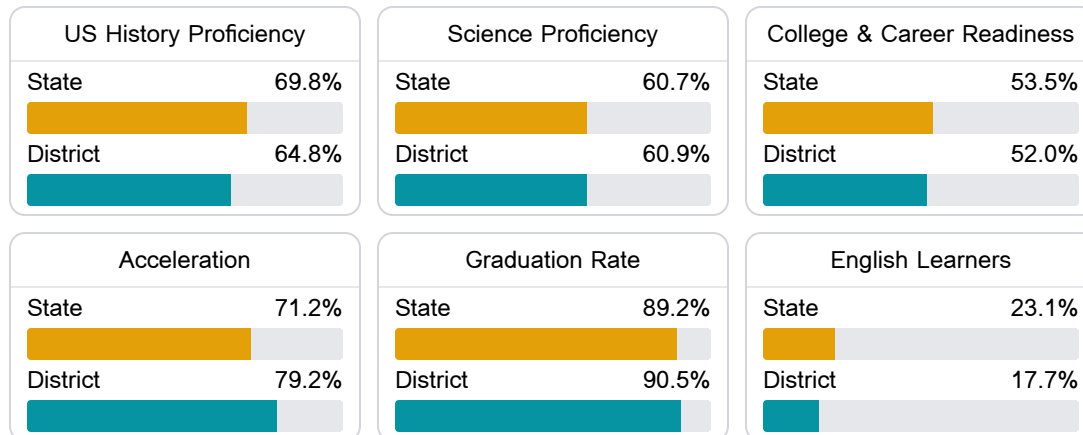 US History Proficiency
State 69.8%
District 64.8%
Science Proficiency
State 60.7%
District 60.9%
College & Career Readiness
State 53.5%
District 52.0%
Acceleration
State 71.2%
District 79.2%
Graduation Rate
State 89.2%
District 90.5%
English Learners
State 23.1%
District 17.7%